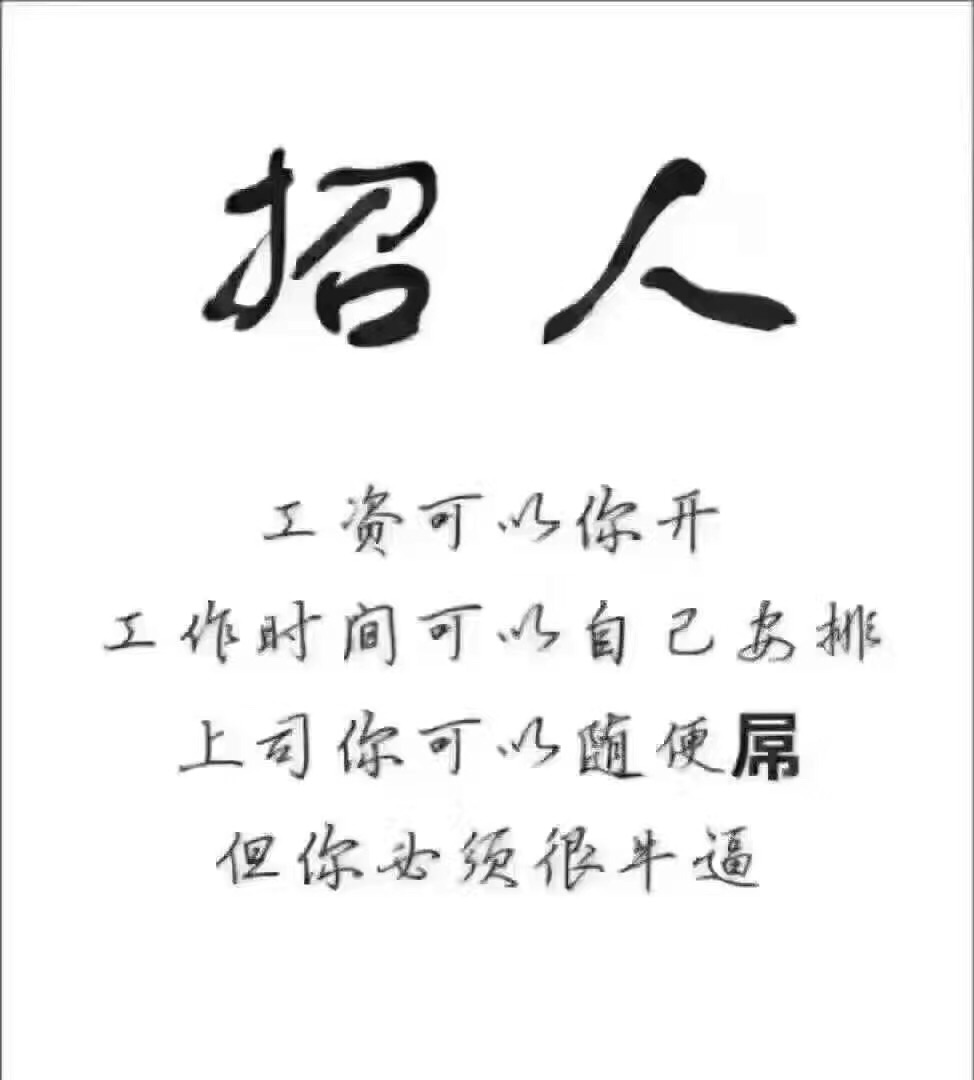 招人
工资可以你开
工作时间可以自己安排
上司你可以随便屌
但你必须很牛逼